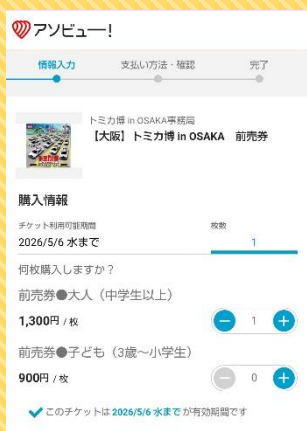 アソビュー!
情報入力
支払い方法・確認
完了
トミカ博 in OSAKA事務局
【大阪】トミカ博 in OSAKA 前売券
購入情報
チケット利用可能期間
枚数
2026/5/6 水まで
1
何枚購入しますか?
前売券●大人(中学生以上)
1,300円 / 枚
1
前売券●子ども(3歳〜小学生)
900円 / 枚
0
このチケットは 2026/5/6 水まで が有効期間です